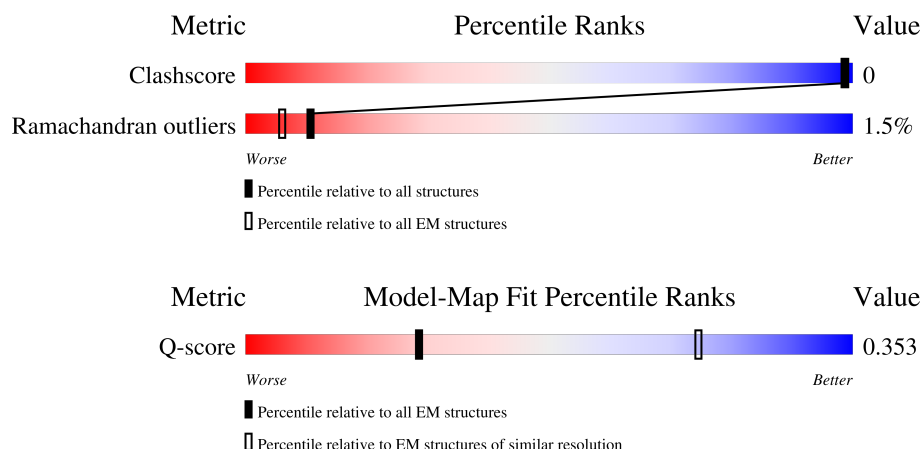 Metric Percentile Ranks Value
Clashscore 0
Ramachandran outliers 1.5%
Worse Better
Percentile relative to all structures
Percentile relative to all EM structures
Metric Model-Map Fit Percentile Ranks Value
Q-score 0.353
Worse Better
Percentile relative to all EM structures
Percentile relative to EM structures of similar resolution